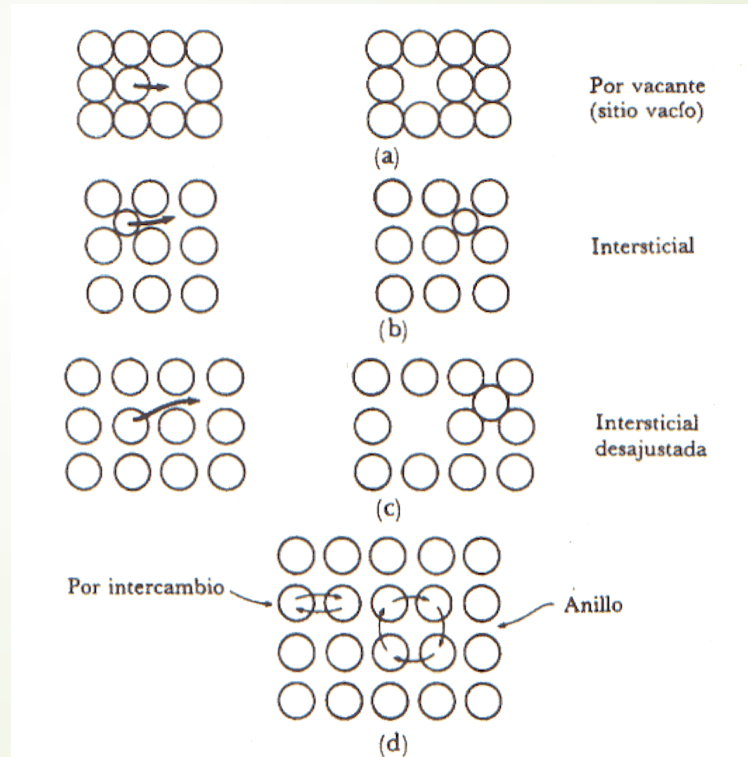 Por vacante
(sitio vacío)
(a)
Intersticial
(b)
Intersticial
desajustada
(c)
Por intercambio
Anillo
(d)